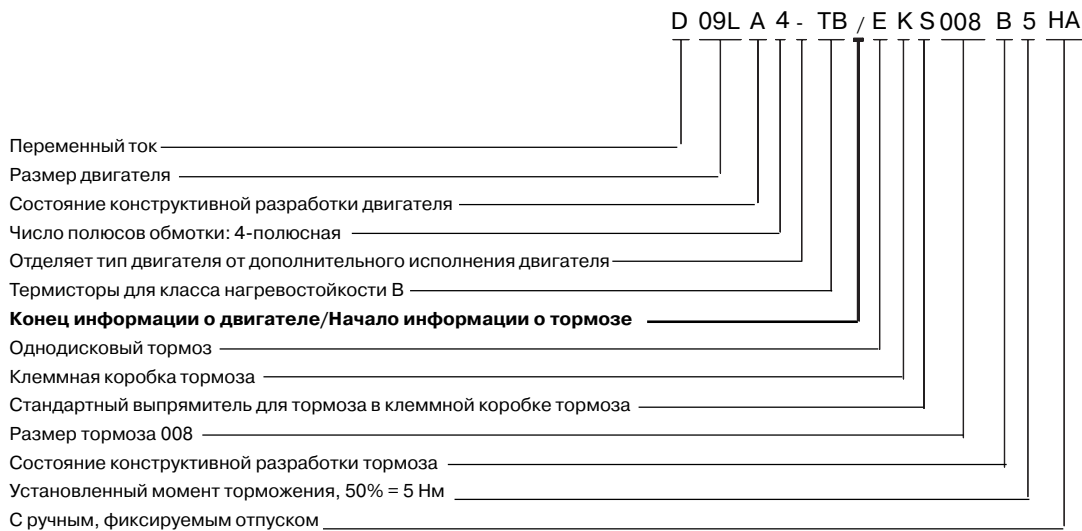 D 09L A 4 - TB / E K S 008 B 5 HA
Переменный ток
Размер двигателя
Состояние конструктивной разработки двигателя
Число полюсов обмотки: 4-полюсная
Отделяет тип двигателя от дополнительного исполнения двигателя
Термисторы для класса нагревостойкости В
Конец информации о двигателе/Начало информации о тормозе
Однодисковый тормоз
Клеммная коробка тормоза
Стандартный выпрямитель для тормоза в клеммной коробке тормоза
Размер тормоза 008
Состояние конструктивной разработки тормоза
Установленный момент торможения, 50% = 5 Нм
С ручным, фиксируемым отпуском